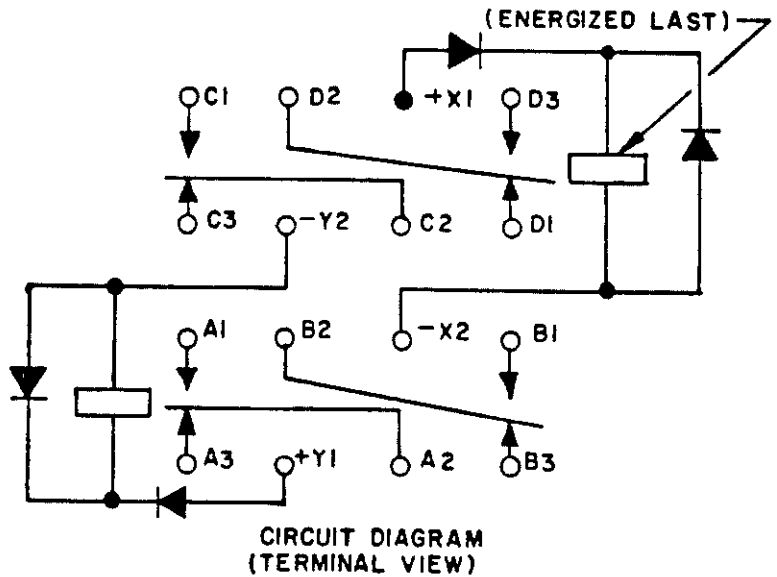 (ENERGIZED LAST)
C1 D2 +X1 D3
C3 -Y2 C2 D1
A1 B2 -X2 B1
A3 +Y1 A2 B3
CIRCUIT DIAGRAM
(TERMINAL VIEW)